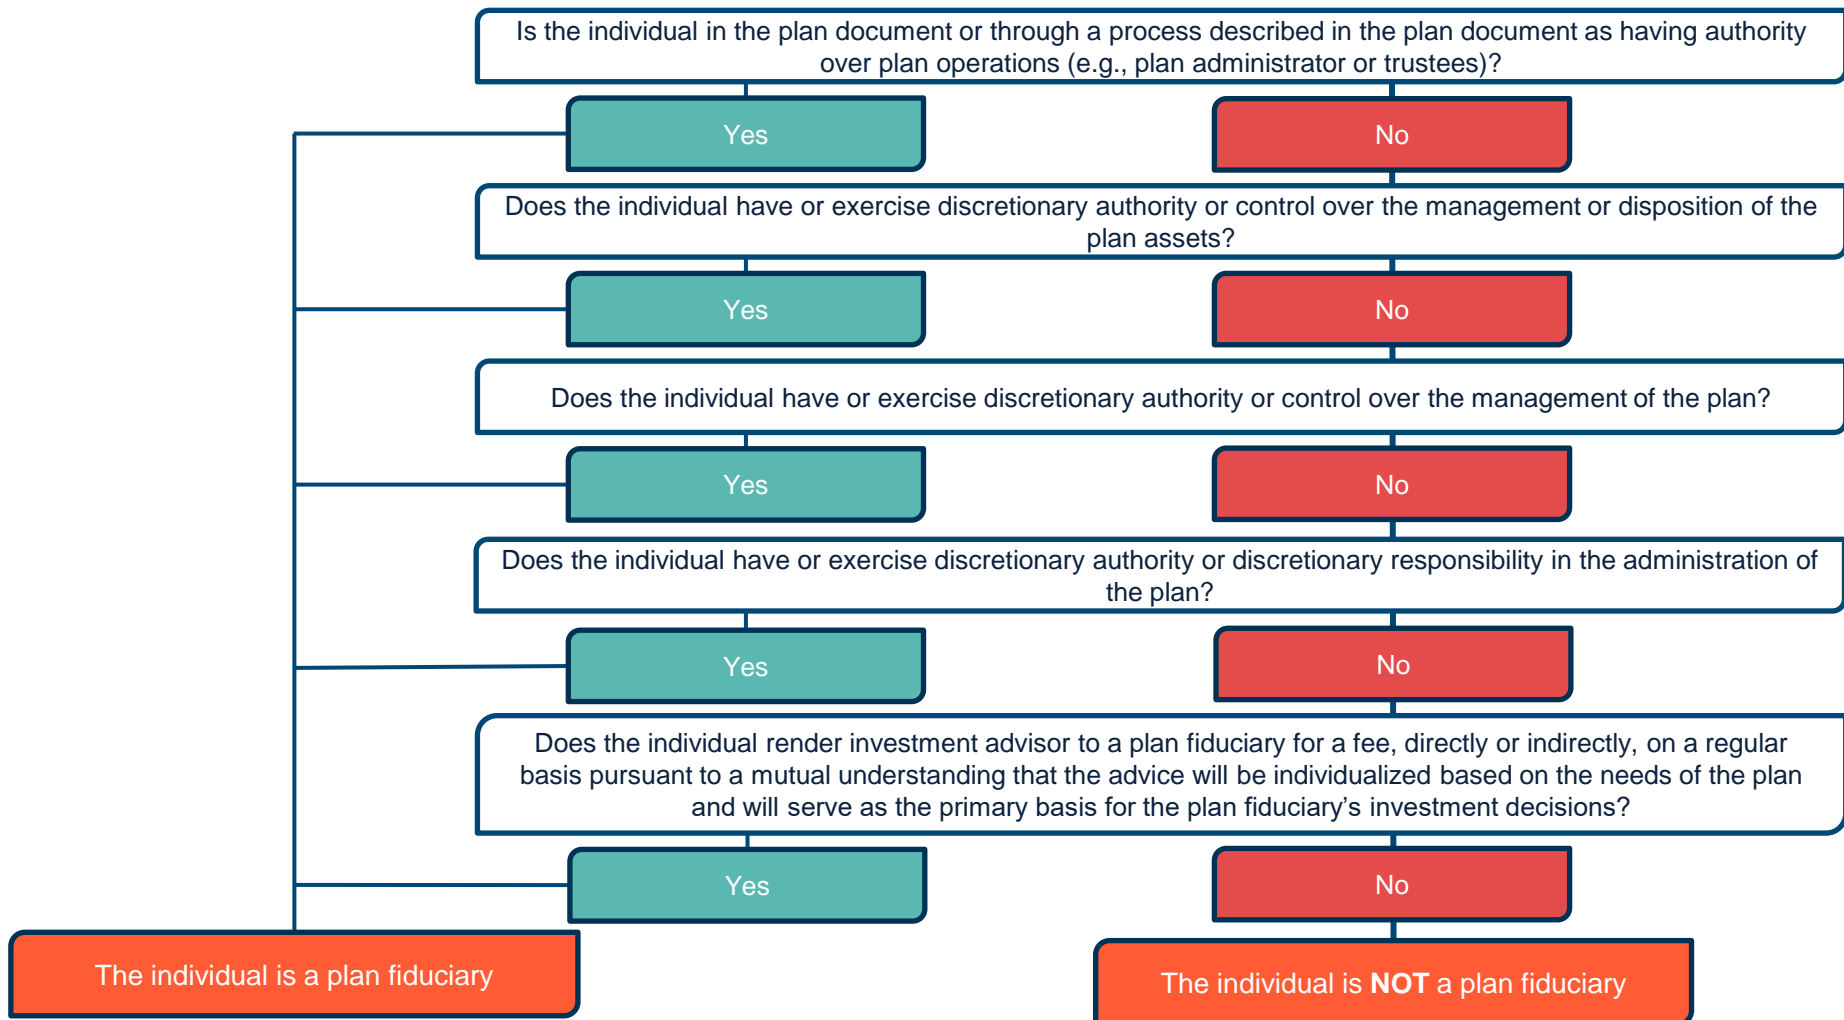 Is the individual in the plan document or through a process described in the plan document as having authority
over plan operations (e.g., plan administrator or trustees)?
Yes
No
Does the individual have or exercise discretionary authority or control over the management or disposition of the
plan assets?
Yes
No
Does the individual have or exercise discretionary authority or control over the management of the plan?
Yes
No
Does the individual have or exercise discretionary authority or discretionary responsibility in the administration of
the plan?
Yes
No
Does the individual render investment advisor to a plan fiduciary for a fee, directly or indirectly, on a regular
basis pursuant to a mutual understanding that the advice will be individualized based on the needs of the plan
and will serve as the primary basis for the plan fiduciary’s investment decisions?
Yes
No
The individual is a plan fiduciary
The individual is NOT a plan fiduciary